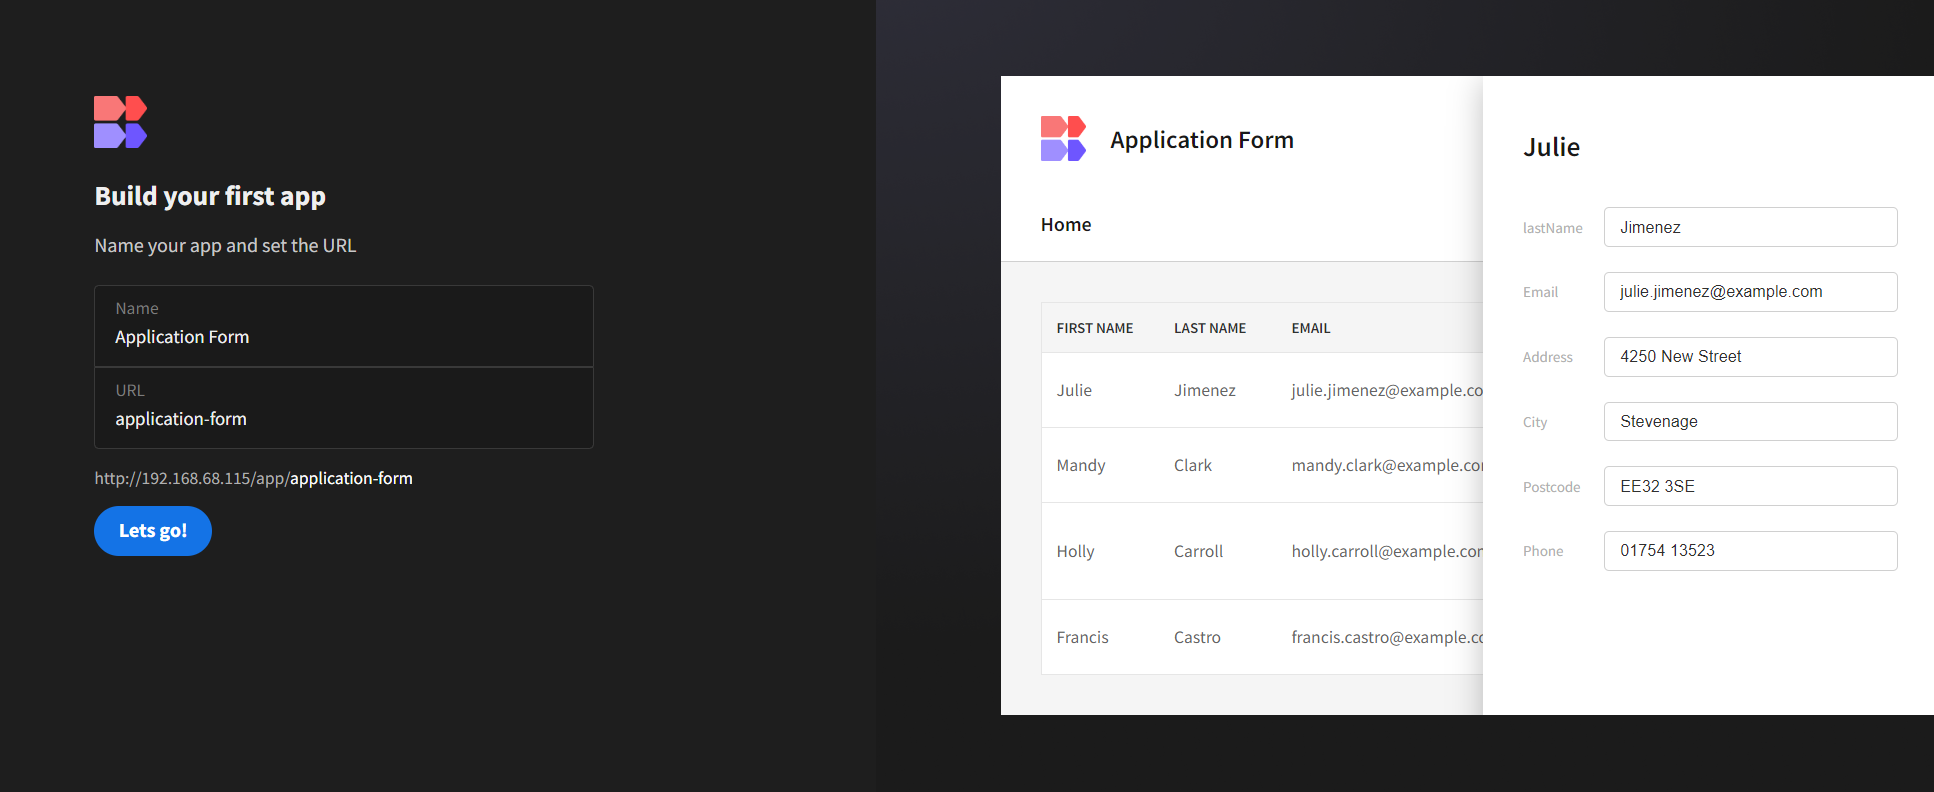 Build your first app
Name your app and set the URL
Name
Application Form
URL
application-form
http://192.168.68.115/app/application-form
Lets go!
Application Form
Home
FIRST NAME LAST NAME EMAIL
Julie Jimenez julie.jimenez@example.co
Mandy Clark mandy.clark@example.co
Holly Carroll holly.carroll@example.co
Francis Castro francis.castro@example.c
Julie
lastName Jimenez
Email julie.jimenez@example.com
Address 4250 New Street
City Stevenage
Postcode EE32 3SE
Phone 01754 13523